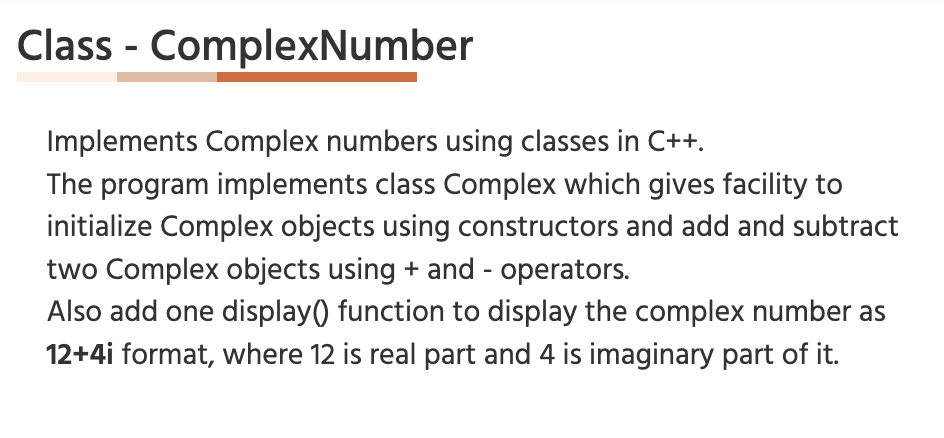 Class - ComplexNumber
Implements Complex numbers using classes in C++.
The program implements class Complex which gives facility to
initialize Complex objects using constructors and add and subtract
two Complex objects using + and - operators.
Also add one display() function to display the complex number as
12+4i format, where 12 is real part and 4 is imaginary part of it.